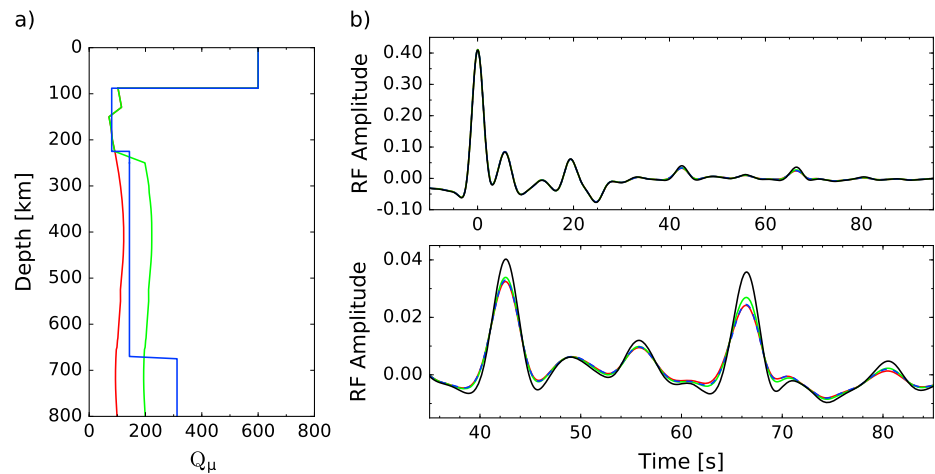 a)
0
100
200
300
400
500
600
700
800
Depth [km]
0 200 400 600 800
Qμ
b)
0.40
0.30
0.20
0.10
0.00
-0.10
RF Amplitude
0 20 40 60 80
0.04
0.02
0.00
RF Amplitude
40 50 60 70 80
Time [s]